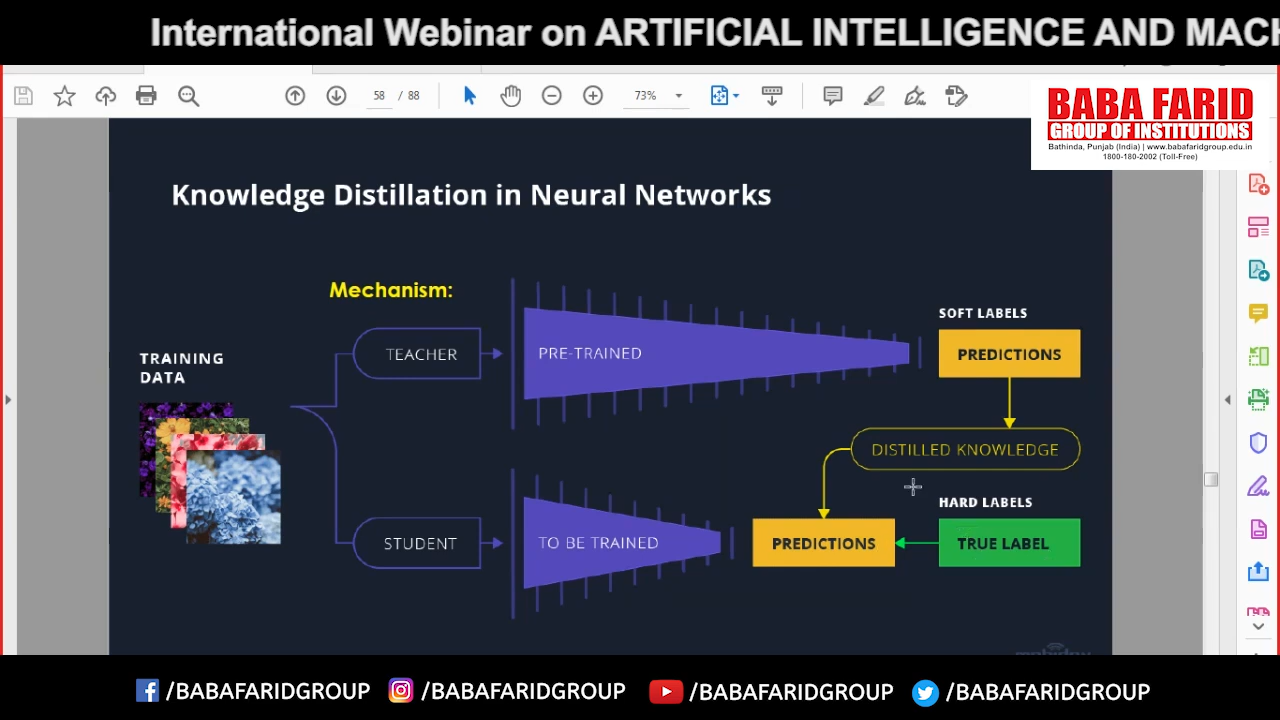 International Webinar on ARTIFICIAL INTELLIGENCE AND
58 / 88
73%
BABA FARID
GROUP OF INSTITUTIONS
Bathinda, Punjab (India) | www.babafaridgroup.edu.in
1800-180-2002 (Toll-Free)
Knowledge Distillation in Neural Networks
Mechanism:
TRAINING
DATA
TEACHER
PRE-TRAINED
SOFT LABELS
PREDICTIONS
DISTILLED KNOWLEDGE
STUDENT
TO BE TRAINED
PREDICTIONS
HARD LABELS
TRUE LABEL
/BABAFARIDGROUP /BABAFARIDGROUP /BABAFARIDGROUP /BABAFARIDGROUP